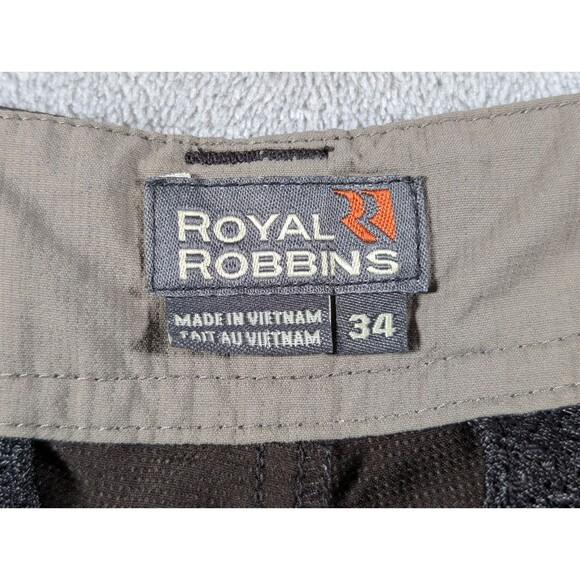 ROYAL
ROBBINS
MADE IN VIETNAM
FAIT AU VIETNAM
34